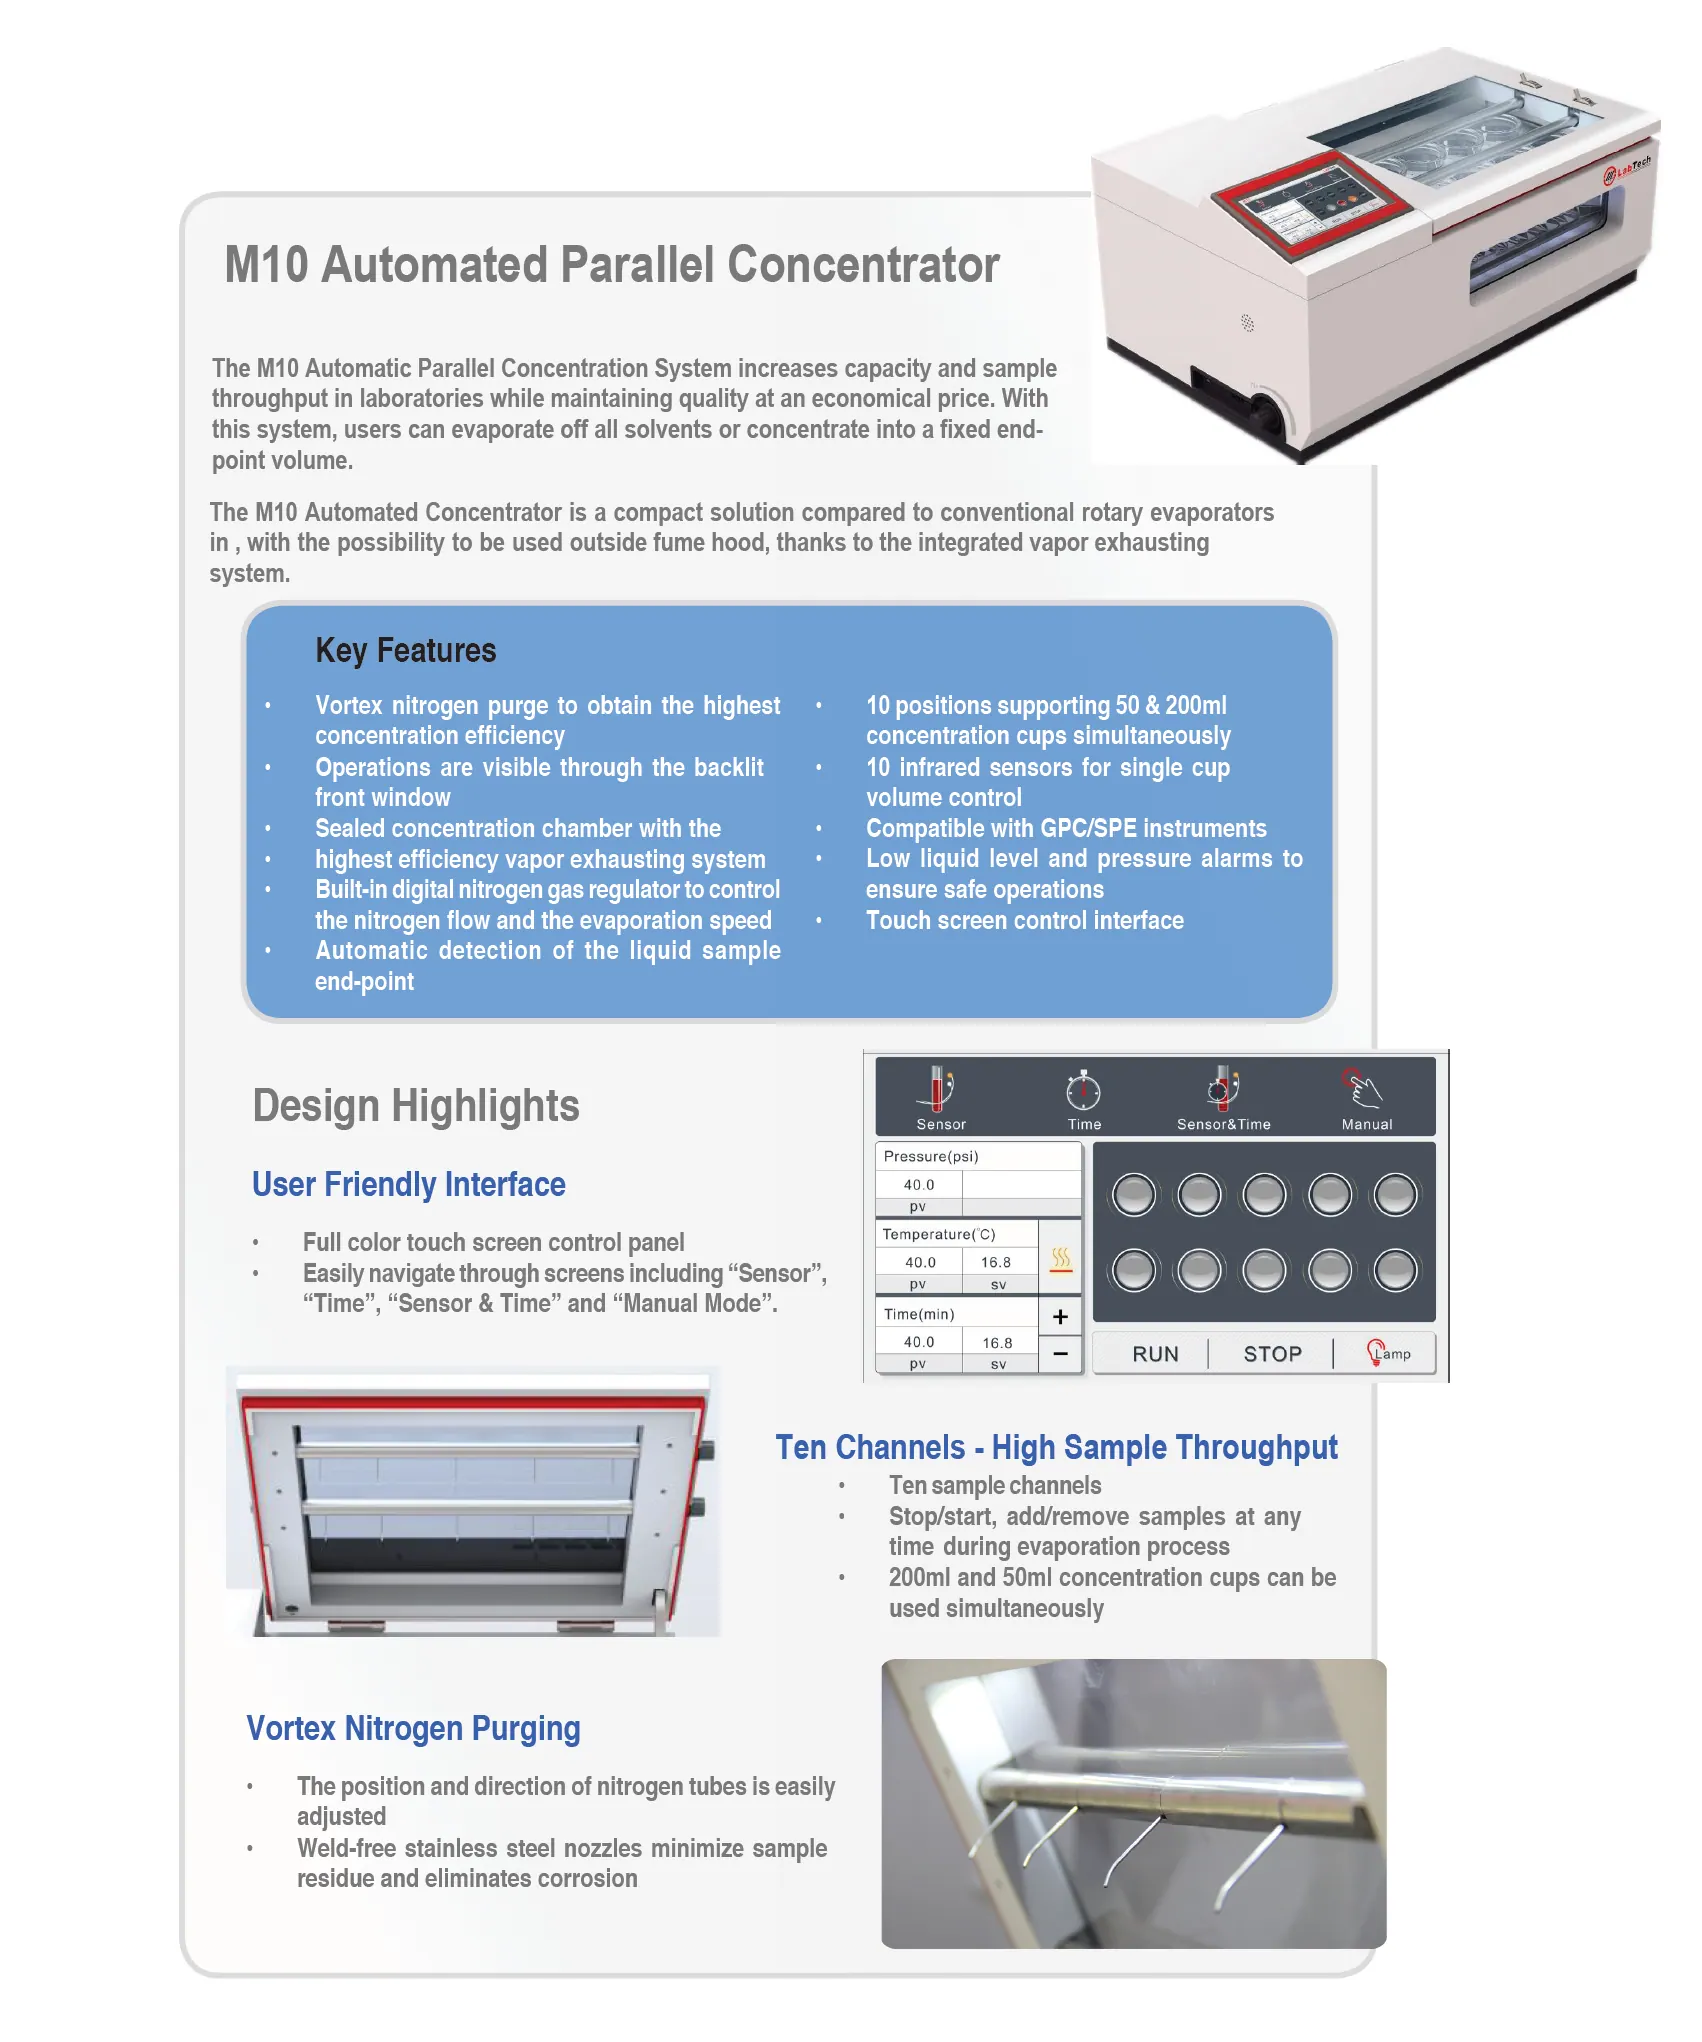 LabTech
M10 Automated Parallel Concentrator
The M10 Automatic Parallel Concentration System increases capacity and sample
throughput in laboratories while maintaining quality at an economical price. With
this system, users can evaporate off all solvents or concentrate into a fixed end-
point volume.
The M10 Automated Concentrator is a compact solution compared to conventional rotary evaporators
in , with the possibility to be used outside fume hood, thanks to the integrated vapor exhausting
system.
Key Features
• Vortex nitrogen purge to obtain the highest
concentration efficiency
• Operations are visible through the backlit
front window
• Sealed concentration chamber with the
• highest efficiency vapor exhausting system
• Built-in digital nitrogen gas regulator to control
the nitrogen flow and the evaporation speed
• Automatic detection of the liquid sample
end-point
• 10 positions supporting 50 & 200ml
concentration cups simultaneously
• 10 infrared sensors for single cup
volume control
• Compatible with GPC/SPE instruments
• Low liquid level and pressure alarms to
ensure safe operations
• Touch screen control interface
Design Highlights
User Friendly Interface
• Full color touch screen control panel
• Easily navigate through screens including “Sensor”,
“Time”, “Sensor & Time” and “Manual Mode”.
Sensor Time Sensor&Time Manual
Pressure(psi)
40.0
pv
Temperature(°C)
40.0 16.8
pv sv
Time(min)
+
40.0 16.8
−
pv sv
RUN STOP Lamp
Ten Channels - High Sample Throughput
• Ten sample channels
• Stop/start, add/remove samples at any
time during evaporation process
• 200ml and 50ml concentration cups can be
used simultaneously
Vortex Nitrogen Purging
• The position and direction of nitrogen tubes is easily
adjusted
• Weld-free stainless steel nozzles minimize sample
residue and eliminates corrosion